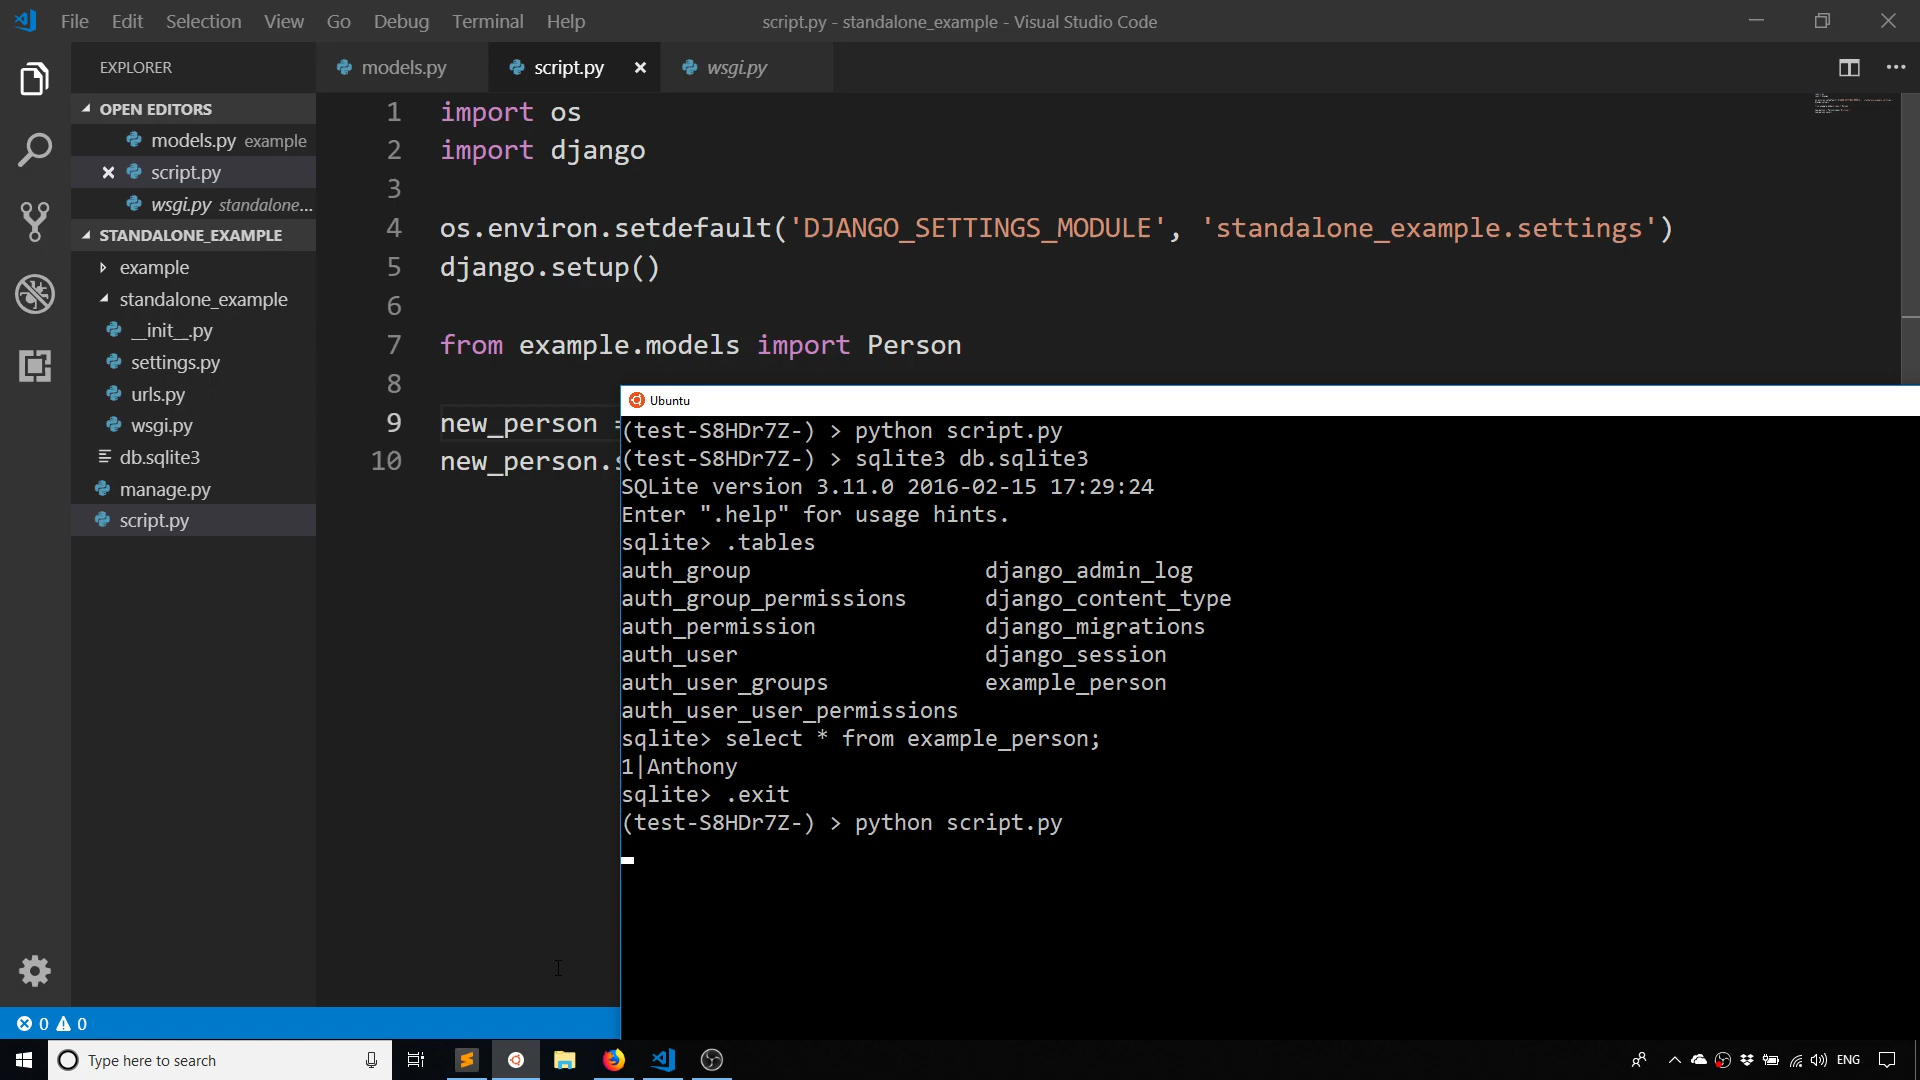 File Edit Selection View Go Debug Terminal Help
script.py - standalone_example - Visual Studio Code
EXPLORER
OPEN EDITORS
models.py example
script.py
wsgi.py standalone...
STANDALONE_EXAMPLE
example
standalone_example
__init__.py
settings.py
urls.py
wsgi.py
db.sqlite3
manage.py
script.py
models.py script.py wsgi.py
1 import os
2 import django
3
4 os.environ.setdefault('DJANGO_SETTINGS_MODULE', 'standalone_example.settings')
5 django.setup()
6
7 from example.models import Person
8
9 new_person =
10 new_person.s
Ubuntu
(test-S8HDr7Z-) > python script.py
(test-S8HDr7Z-) > sqlite3 db.sqlite3
SQLite version 3.11.0 2016-02-15 17:29:24
Enter ".help" for usage hints.
sqlite> .tables
auth_group django_admin_log
auth_group_permissions django_content_type
auth_permission django_migrations
auth_user django_session
auth_user_groups example_person
auth_user_user_permissions
sqlite> select * from example_person;
1|Anthony
sqlite> .exit
(test-S8HDr7Z-) > python script.py
0 0
Type here to search
ENG